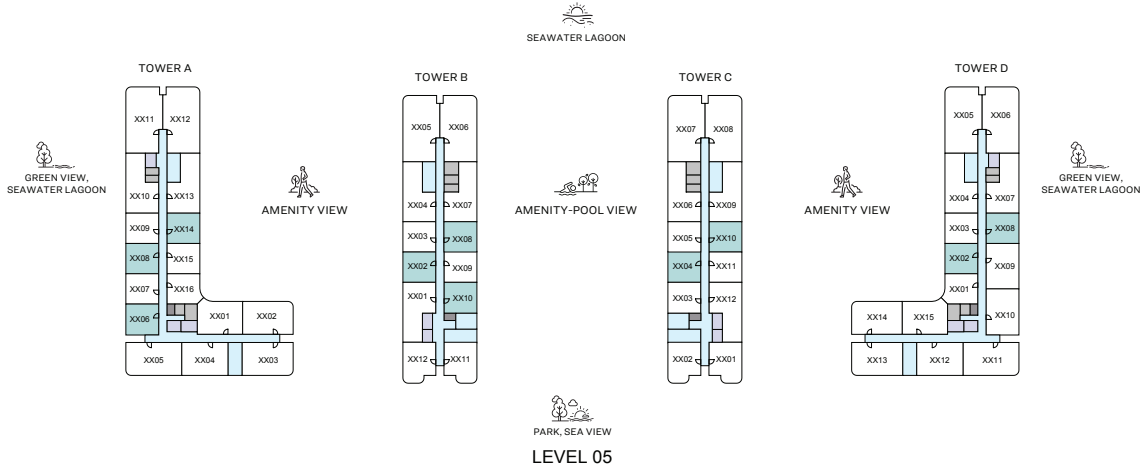 SEAWATER LAGOON
TOWER A
TOWER B
TOWER C
TOWER D
XX11 XX12
XX05 XX06
XX07 XX08
XX05 XX06
GREEN VIEW,
SEAWATER LAGOON
AMENITY VIEW
AMENITY-POOL VIEW
AMENITY VIEW
GREEN VIEW,
SEAWATER LAGOON
XX10 XX13
XX09 XX14
XX08 XX15
XX07 XX16
XX06 XX01 XX02
XX05 XX04 XX03
XX04 XX07
XX03 XX08
XX02 XX09
XX01 XX10
XX12 XX11
XX06 XX09
XX05 XX10
XX04 XX11
XX03 XX12
XX02 XX01
XX04 XX07
XX03 XX08
XX02 XX09
XX01
XX14 XX15 XX10
XX13 XX12 XX11
PARK, SEA VIEW
LEVEL 05